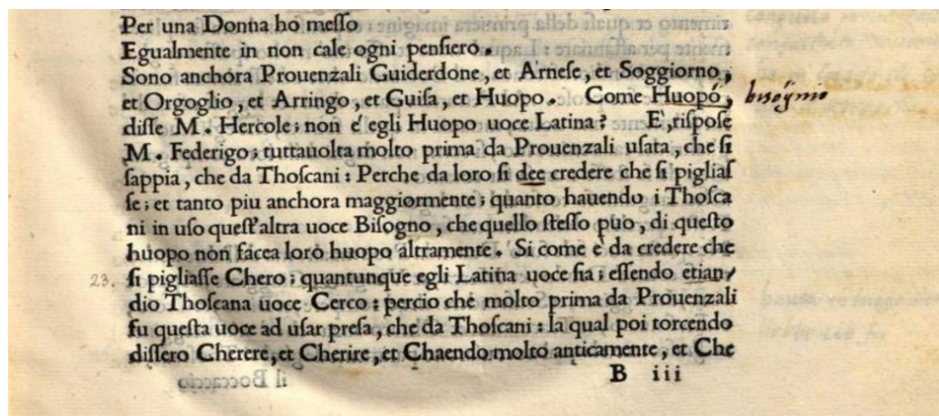 Per una Donna ho meſſo
Egualmente in non cale ogni penſiero.
Sono anchora Prouenzali Guiderdone, et Arneſe, et Soggiorno,
et Orgoglio, et Arringo, et Guiſa, et Huopo. Come Huopo, biſógnio
diſſe M. Hercole; non é egli Huopo uoce Latina? E', riſpoſe
M. Federigo; tuttauolta molto prima da Prouenzali uſata, che ſi
ſappia, che da Thoſcani: Perche da loro ſi dee credere che ſi pigliaſ
ſe; et tanto piu anchora maggiormente; quanto hauendo i Thoſca
ni in uſo queſt'altra uoce Biſogno, che quello ſteſſo puo, di queſto
huopo non facea loro huopo altramente. Si come e da credere che
23. ſi pigliaſſe Chero; quantunque egli Latina uoce ſia; eſſendo etian/
dio Thoſcana uoce Cerco: percio che molto prima da Prouenzali
fu queſta uoce ad uſar preſa, che da Thoſcani: la qual poi torcendo
diſſero Cherere, et Cherire, et Chaendo molto anticamente, et Che
B iii
il Boccaccio